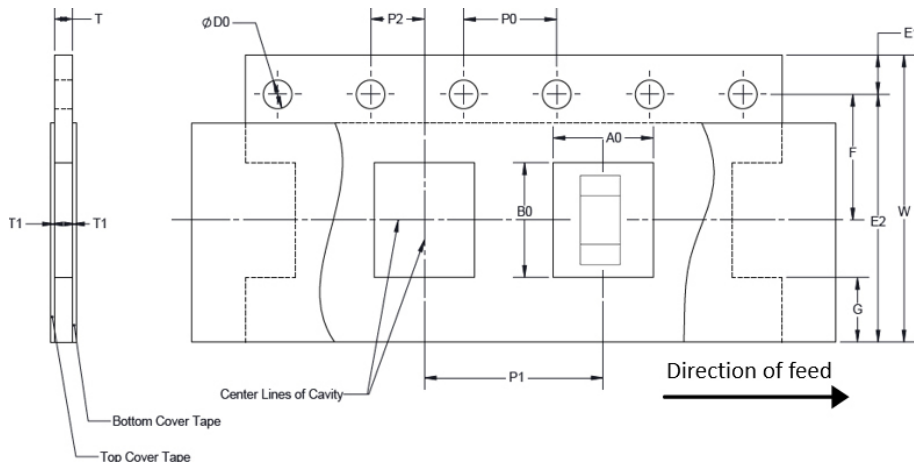 T
ØD0
P2
P0
E1
A0
F
W
T1
T1
B0
E2
G
P1
Direction of feed
Center Lines of Cavity
Bottom Cover Tape
Top Cover Tape